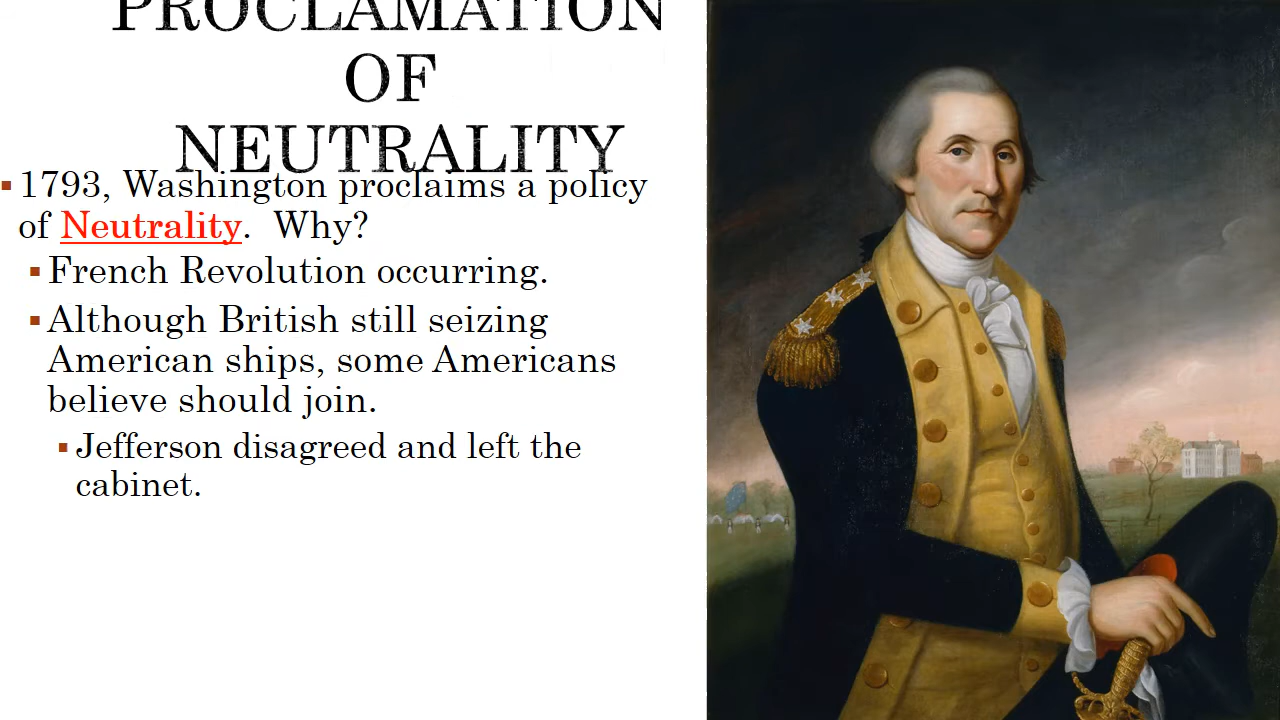 PROCLAMATION
OF
NEUTRALITY
▪1793, Washington proclaims a policy
of Neutrality. Why?
▪French Revolution occurring.
▪Although British still seizing
American ships, some Americans
believe should join.
▪Jefferson disagreed and left the
cabinet.